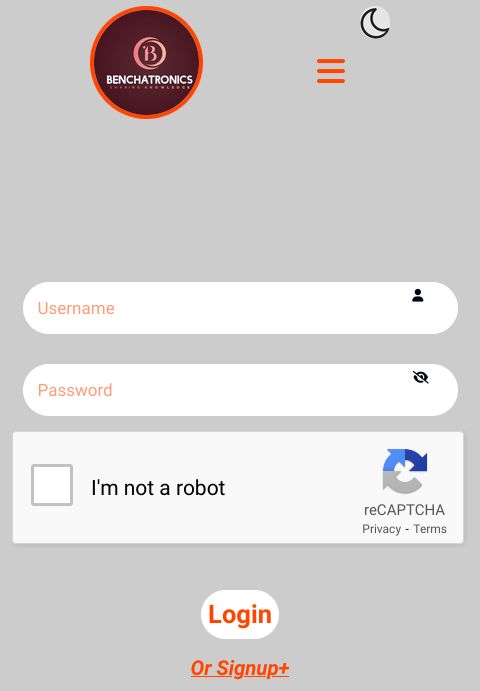 B
BENCHATRONICS
SHARING KNOWLEDGE
Username
Password
I'm not a robot
reCAPTCHA
Privacy - Terms
Login
Or Signup+